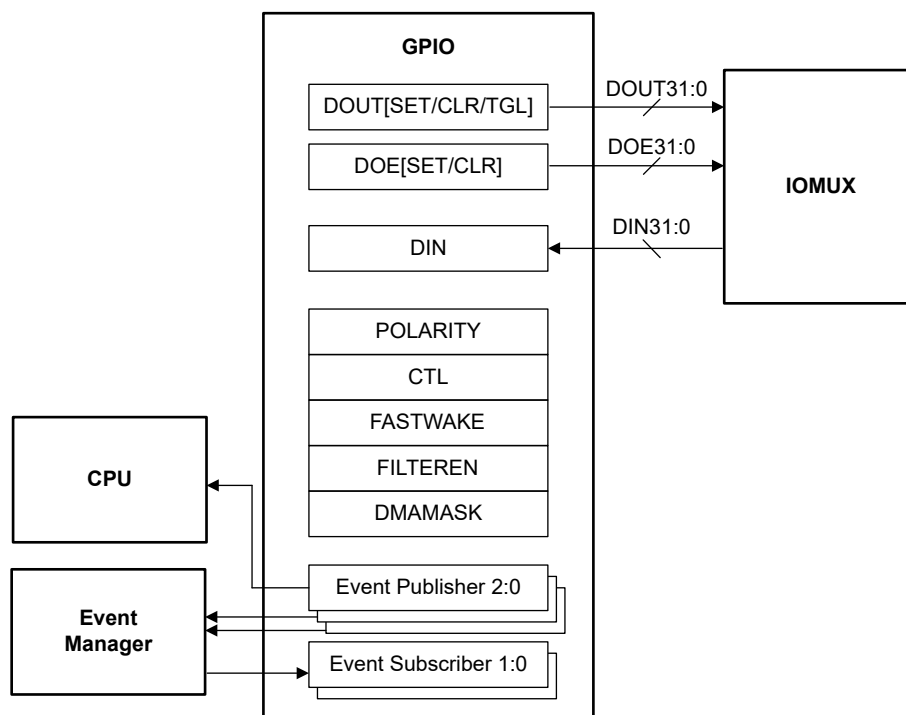 GPIO
DOUT[SET/CLR/TGL]
DOUT31:0
DOE[SET/CLR]
DOE31:0
IOMUX
DIN
DIN31:0
POLARITY
CTL
FASTWAKE
FILTEREN
DMAMASK
CPU
Event Publisher 2:0
Event
Manager
Event Subscriber 1:0